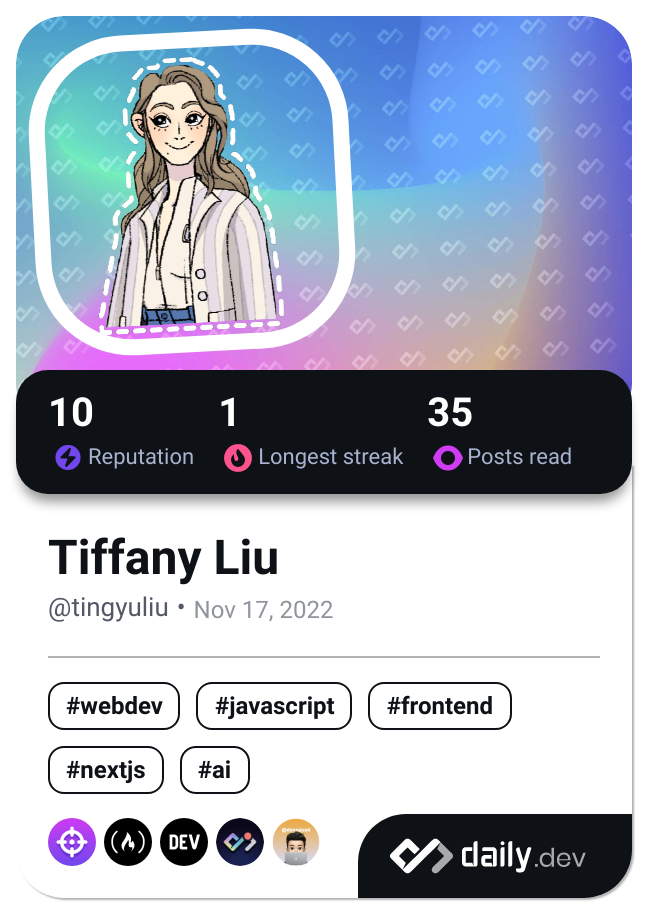 10 1 35
Reputation Longest streak Posts read
Tiffany Liu
@tingyuliu • Nov 17, 2022
#webdev #javascript #frontend
#nextjs #ai
DEV
daily.dev